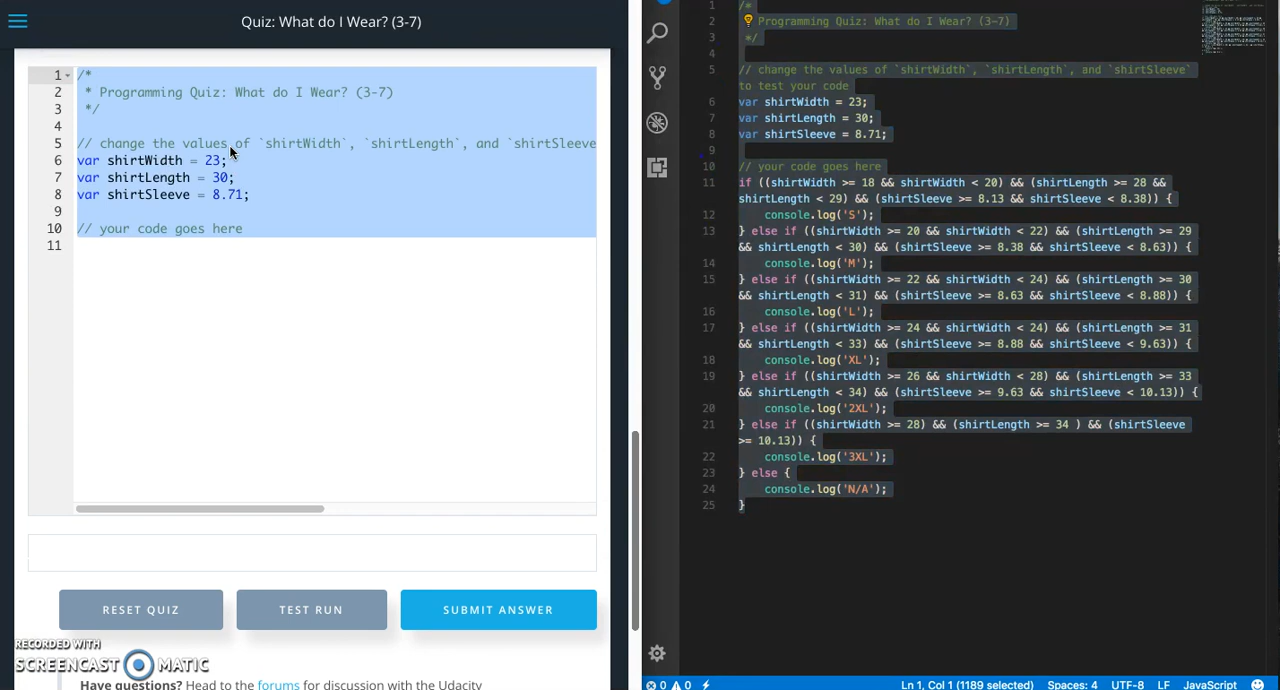 Quiz: What do I Wear? (3-7)
1 /*
2 * Programming Quiz: What do I Wear? (3-7)
3 */
4
5 // change the values of `shirtWidth`, `shirtLength`, and `shirtSleeve
6 var shirtWidth = 23;
7 var shirtLength = 30;
8 var shirtSleeve = 8.71;
9
10 // your code goes here
11
RESET QUIZ
TEST RUN
SUBMIT ANSWER
RECORDED WITH
SCREENCAST MATIC
Have questions? Head to the forums for discussion with the Udacity
1 /*
2 Programming Quiz: What do I Wear? (3-7)
3 */
4
5 // change the values of `shirtWidth`, `shirtLength`, and `shirtSleeve`
to test your code
6 var shirtWidth = 23;
7 var shirtLength = 30;
8 var shirtSleeve = 8.71;
9
10 // your code goes here
11 if ((shirtWidth >= 18 && shirtWidth < 20) && (shirtLength >= 28 &&
shirtLength < 29) && (shirtSleeve >= 8.13 && shirtSleeve < 8.38)) {
12 console.log('S');
13 } else if ((shirtWidth >= 20 && shirtWidth < 22) && (shirtLength >= 29
&& shirtLength < 30) && (shirtSleeve >= 8.38 && shirtSleeve < 8.63)) {
14 console.log('M');
15 } else if ((shirtWidth >= 22 && shirtWidth < 24) && (shirtLength >= 30
&& shirtLength < 31) && (shirtSleeve >= 8.63 && shirtSleeve < 8.88)) {
16 console.log('L');
17 } else if ((shirtWidth >= 24 && shirtWidth < 24) && (shirtLength >= 31
&& shirtLength < 33) && (shirtSleeve >= 8.88 && shirtSleeve < 9.63)) {
18 console.log('XL');
19 } else if ((shirtWidth >= 26 && shirtWidth < 28) && (shirtLength >= 33
&& shirtLength < 34) && (shirtSleeve >= 9.63 && shirtSleeve < 10.13)) {
20 console.log('2XL');
21 } else if ((shirtWidth >= 28) && (shirtLength >= 34 ) && (shirtSleeve
>= 10.13)) {
22 console.log('3XL');
23 } else {
24 console.log('N/A');
25 }
0 0 Ln 1, Col 1 (1189 selected) Spaces: 4 UTF-8 LF JavaScript